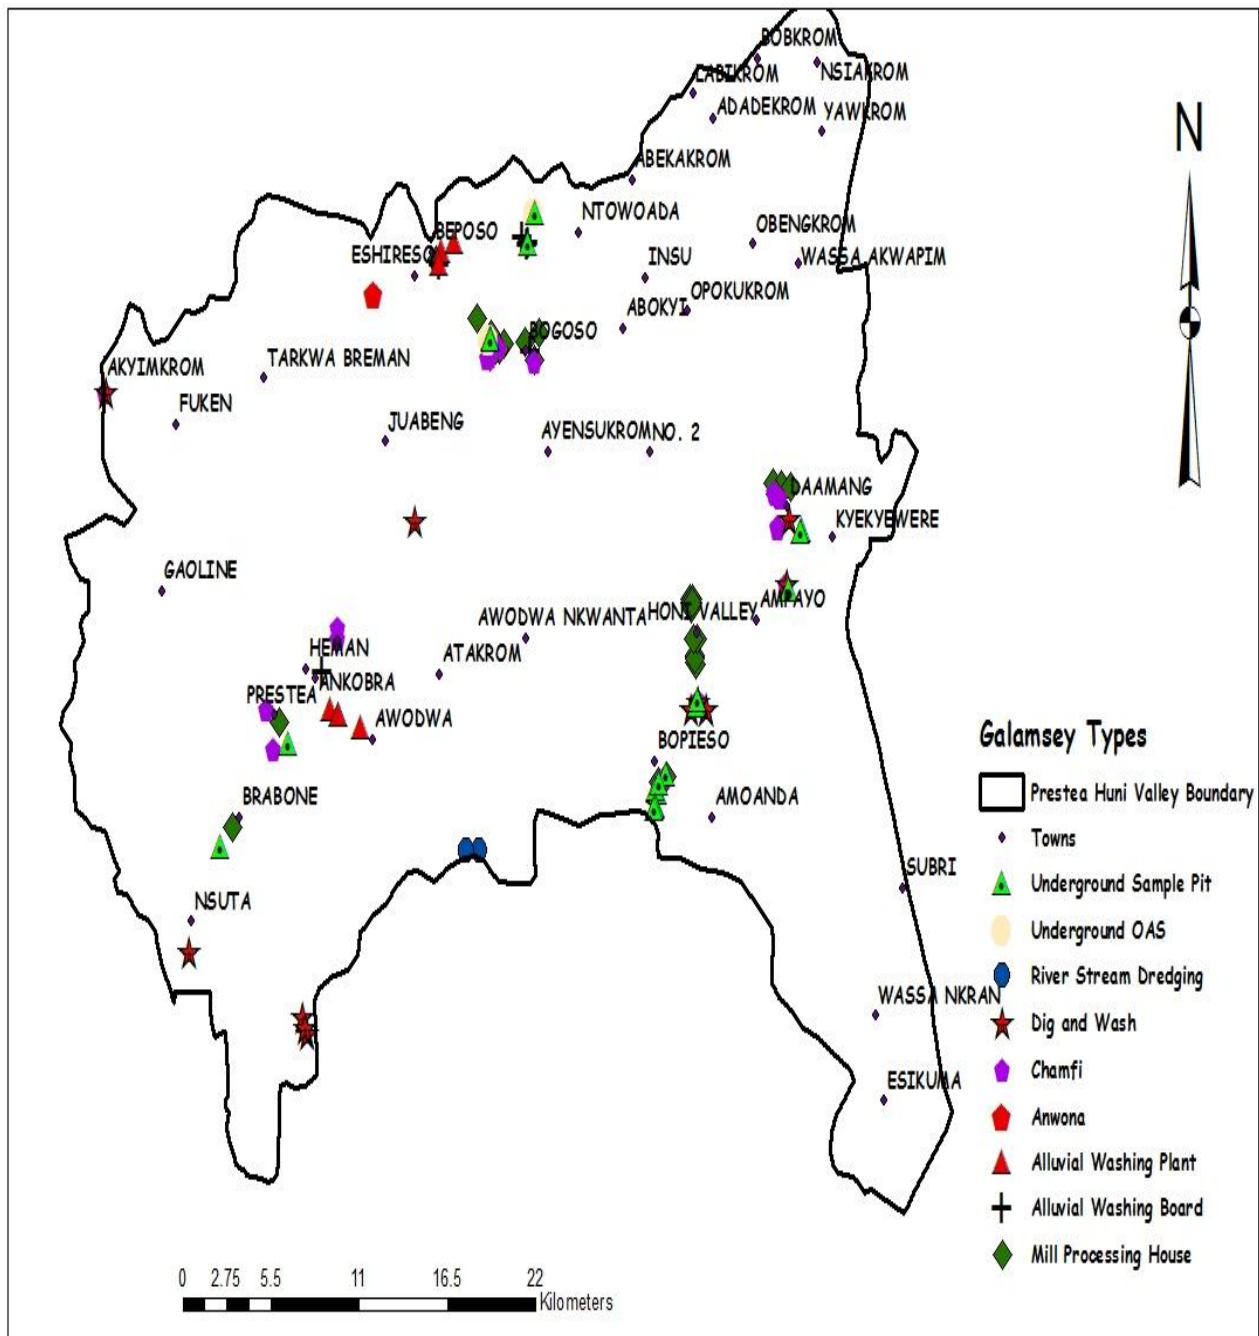 BOBKROM
LABIKROM
NSIAKROM
ADADEKROM
YAWKROM
N
ABEKAKROM
NTOWOADA
BEPOSO
OBENGKROM
ESHIRESO
INSU
WASSA AKWAPIM
OPOKUKROM
ABOKYI
BOGOSO
TARKWA BREMAN
AKYIMKROM
FUKEN
JUABENG
AYENSUKROM
NO. 2
DAAMANG
KYEKYEWERE
GAOLINE
AWODWA NKWANTA
HONI VALLEY
AMPAYO
HEMAN
ATAKROM
ANKOBRA
PRESTEA
AWODWA
BOPIESO
BRABONE
AMOANDA
SUBRI
NSUTA
WASSA NKRAN
ESIKUMA
Galamsey Types
Prestea Huni Valley Boundary
Towns
Underground Sample Pit
Underground OAS
River Stream Dredging
Dig and Wash
Chamfi
Anwona
Alluvial Washing Plant
Alluvial Washing Board
Mill Processing House
0 2.75 5.5 11 16.5 22
Kilometers